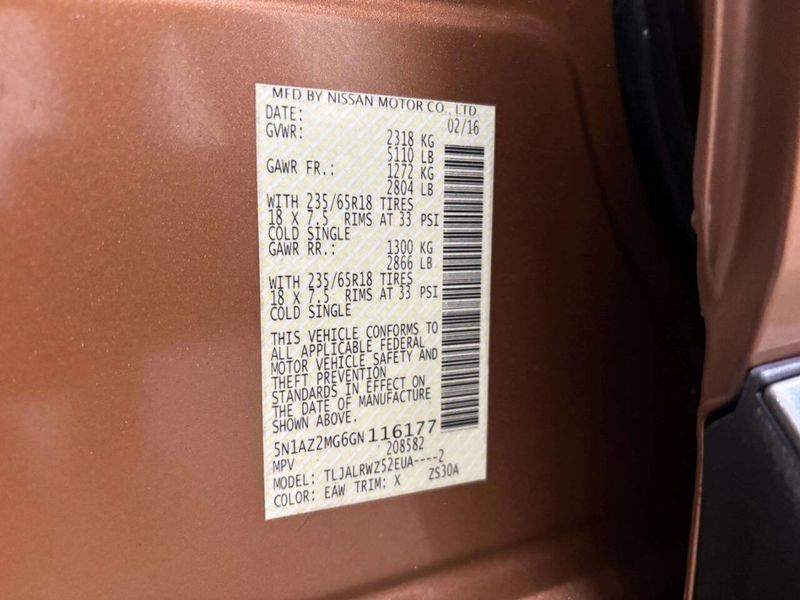 MFD BY NISSAN MOTOR CO., LTD.
DATE: 02/16
GVWR: 2318 KG
5110 LB
GAWR FR.: 1272 KG
2804 LB
WITH 235/65R18 TIRES
18 X 7.5 RIMS AT 33 PSI
COLD SINGLE
GAWR RR.: 1300 KG
2866 LB
WITH 235/65R18 TIRES
18 X 7.5 RIMS AT 33 PSI
COLD SINGLE
THIS VEHICLE CONFORMS TO
ALL APPLICABLE FEDERAL
MOTOR VEHICLE SAFETY AND
THEFT PREVENTION
STANDARDS IN EFFECT ON
THE DATE OF MANUFACTURE
SHOWN ABOVE.
5N1AZ2MG6GN116177
MPV 208582
MODEL: TLJALRWZ52EUA----2
COLOR: EAW TRIM: X ZS30A